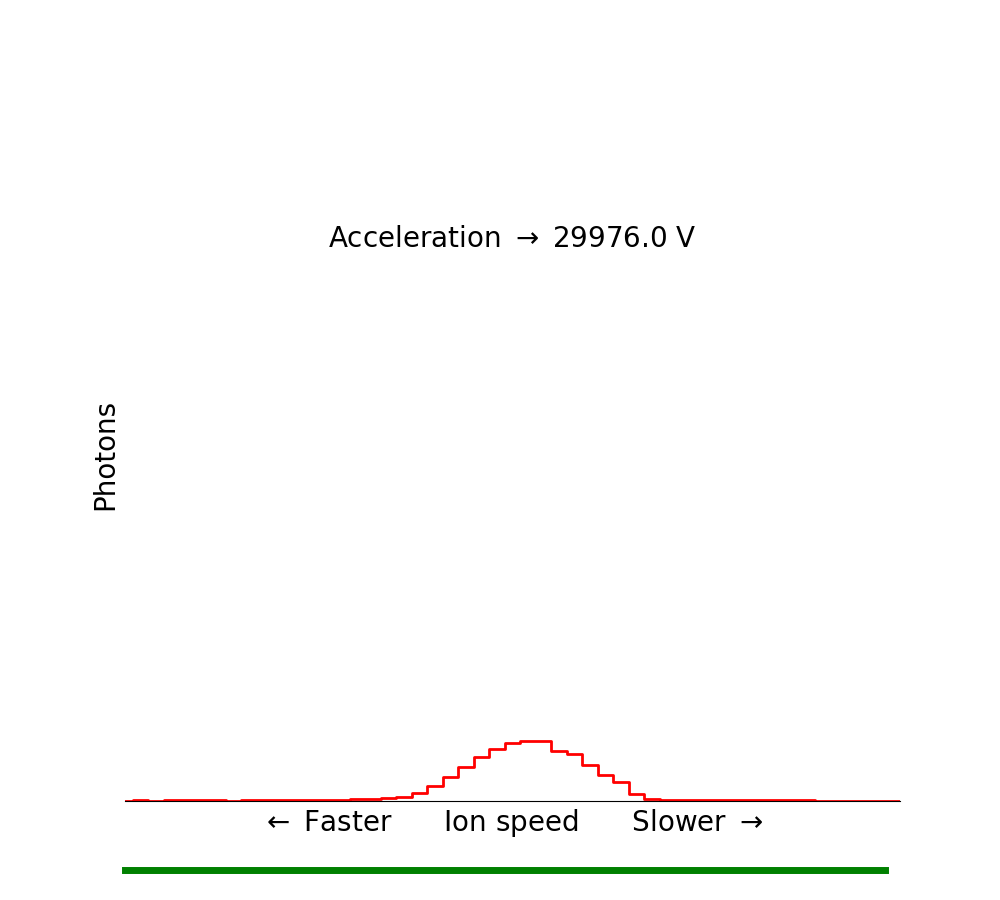 Acceleration → 29976.0 V
Photons
← Faster Ion speed Slower →